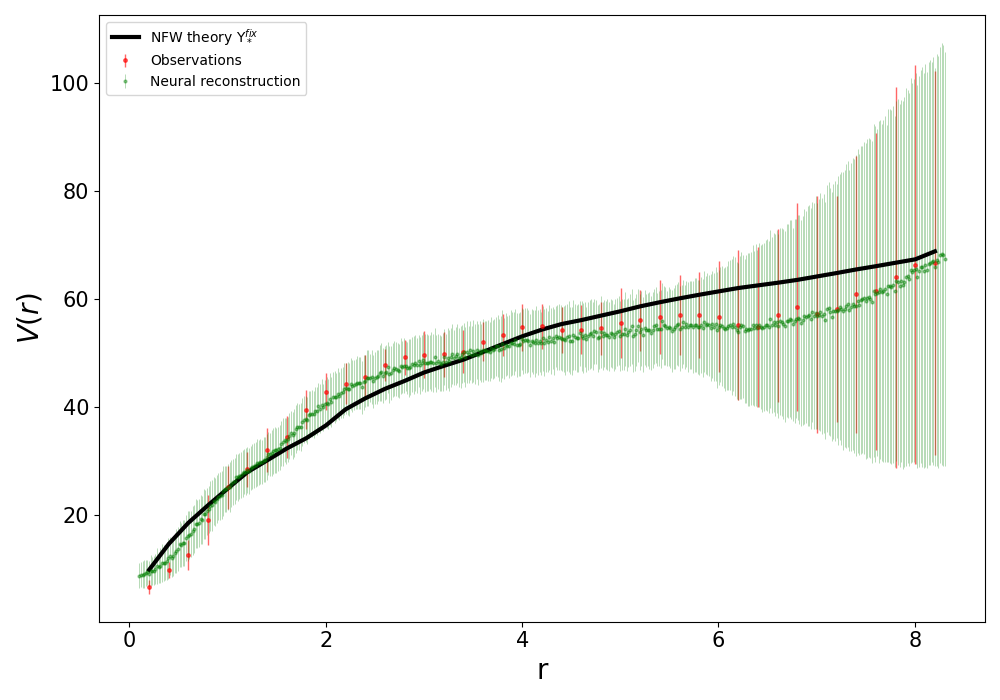 NFW theory ϒ$_*^{fix}$
Observations
Neural reconstruction
V(r)
100
80
60
40
20
0 2 4 6 8
r